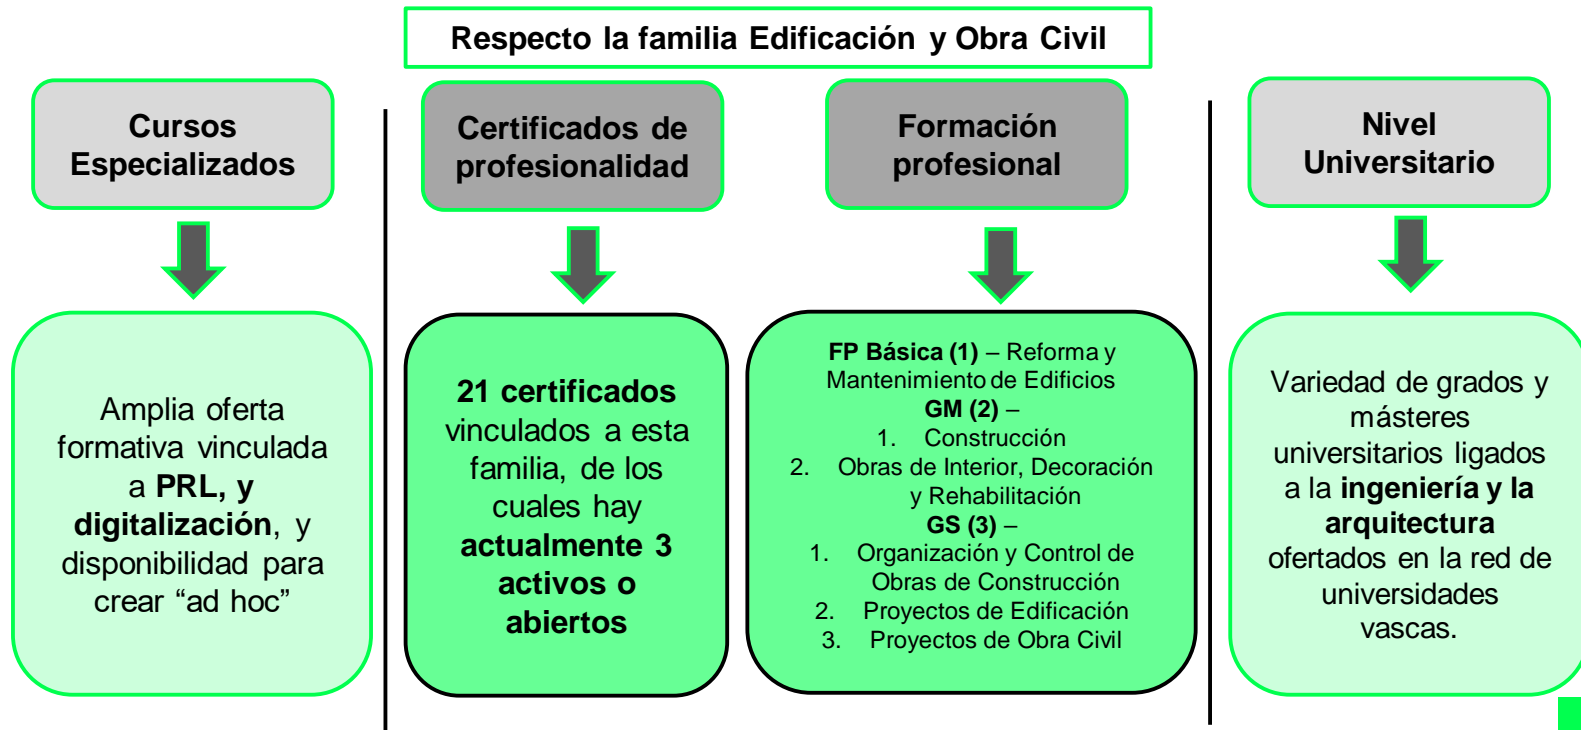 Respecto la familia Edificación y Obra Civil
Cursos
Especializados
Amplia oferta
formativa vinculada
a PRL, y
digitalización, y
disponibilidad para
crear “ad hoc”
Certificados de
profesionalidad
21 certificados
vinculados a esta
familia, de los
cuales hay
actualmente 3
activos o
abiertos
Formación
profesional
FP Básica (1) – Reforma y
Mantenimiento de Edificios
GM (2) –
1. Construcción
2. Obras de Interior, Decoración
y Rehabilitación
GS (3) –
1. Organización y Control de
Obras de Construcción
2. Proyectos de Edificación
3. Proyectos de Obra Civil
Nivel
Universitario
Variedad de grados y
másteres
universitarios ligados
a la ingeniería y la
arquitectura
ofertados en la red de
universidades
vascas.